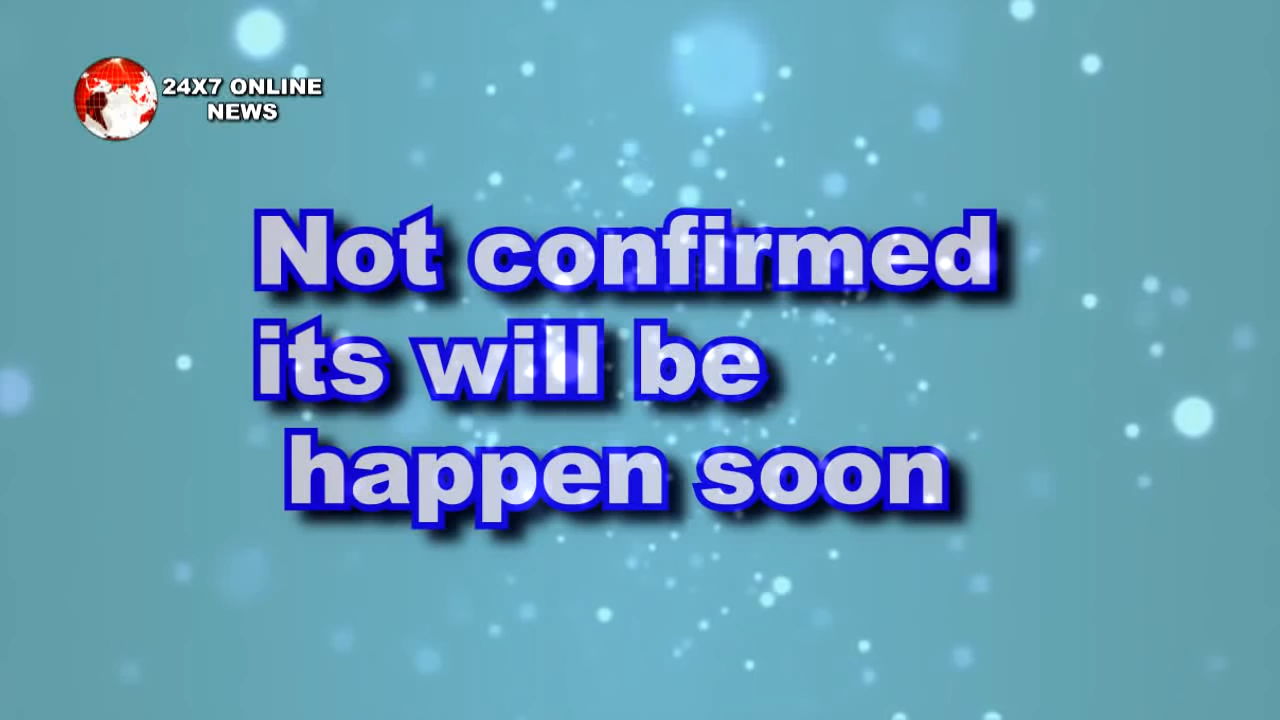 24X7 ONLINE
NEWS
Not confirmed
its will be
happen soon